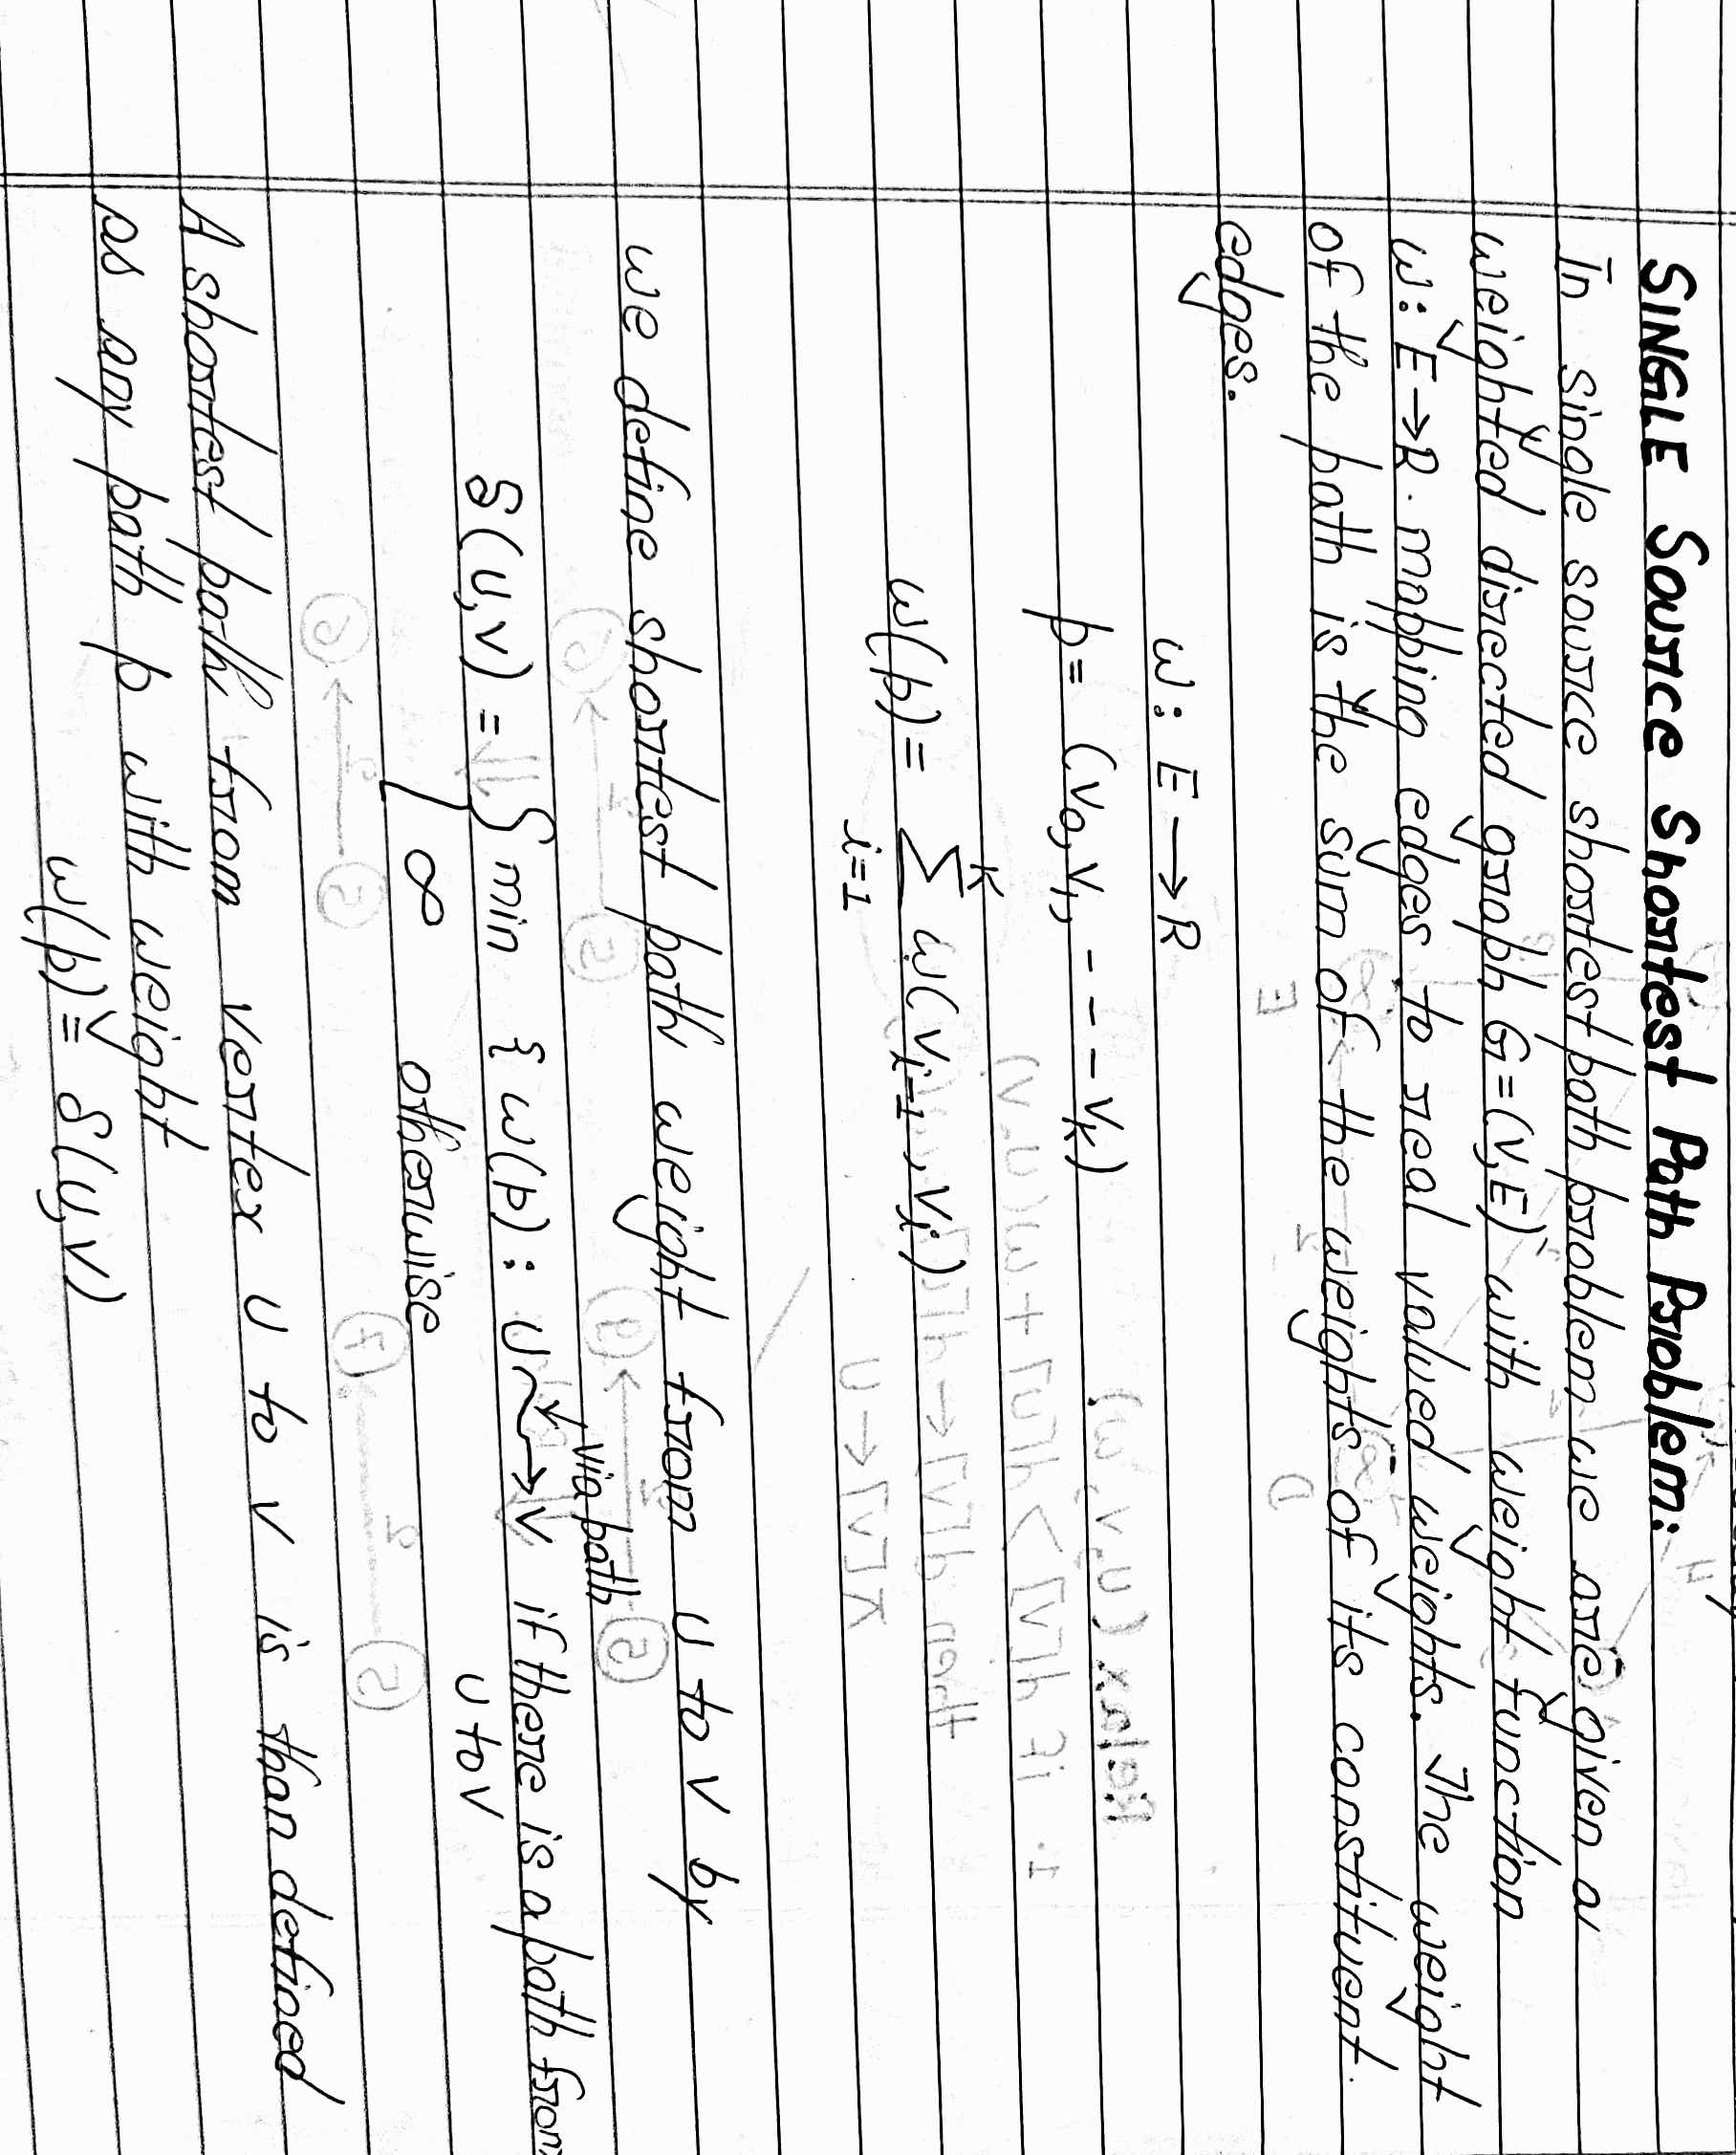 SINGLE Source Shortest Path Problem:
In single source shortest path problem we are given a
weighted directed graph G=(V,E) with weight function
w: E→R. mapping edges to real valued weights. The weight
of the path is the sum of the weights of its constituent.
edges.
w: E → R
p= (v0, v1, ---- vk)
w(p) = k∑i=1 w(vi-1, vi)
we define shortest path weight from u to v by
via path
δ(u,v) = { min { w(p): u⇝v if there is a path from
u to v
∞ otherwise
A shortest path from vertex u to v is than defined
as any path p with weight
w(p) = δ(u,v)